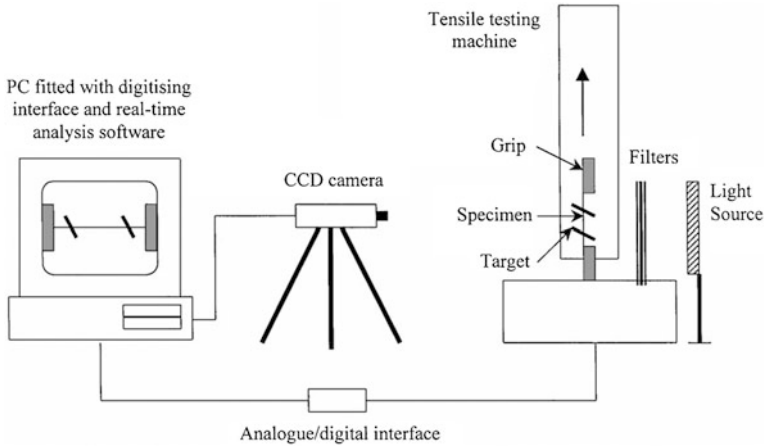 Tensile testing
machine
PC fitted with digitising
interface and real-time
analysis software
CCD camera
Grip
Filters
Light
Source
Specimen
Target
Analogue/digital interface